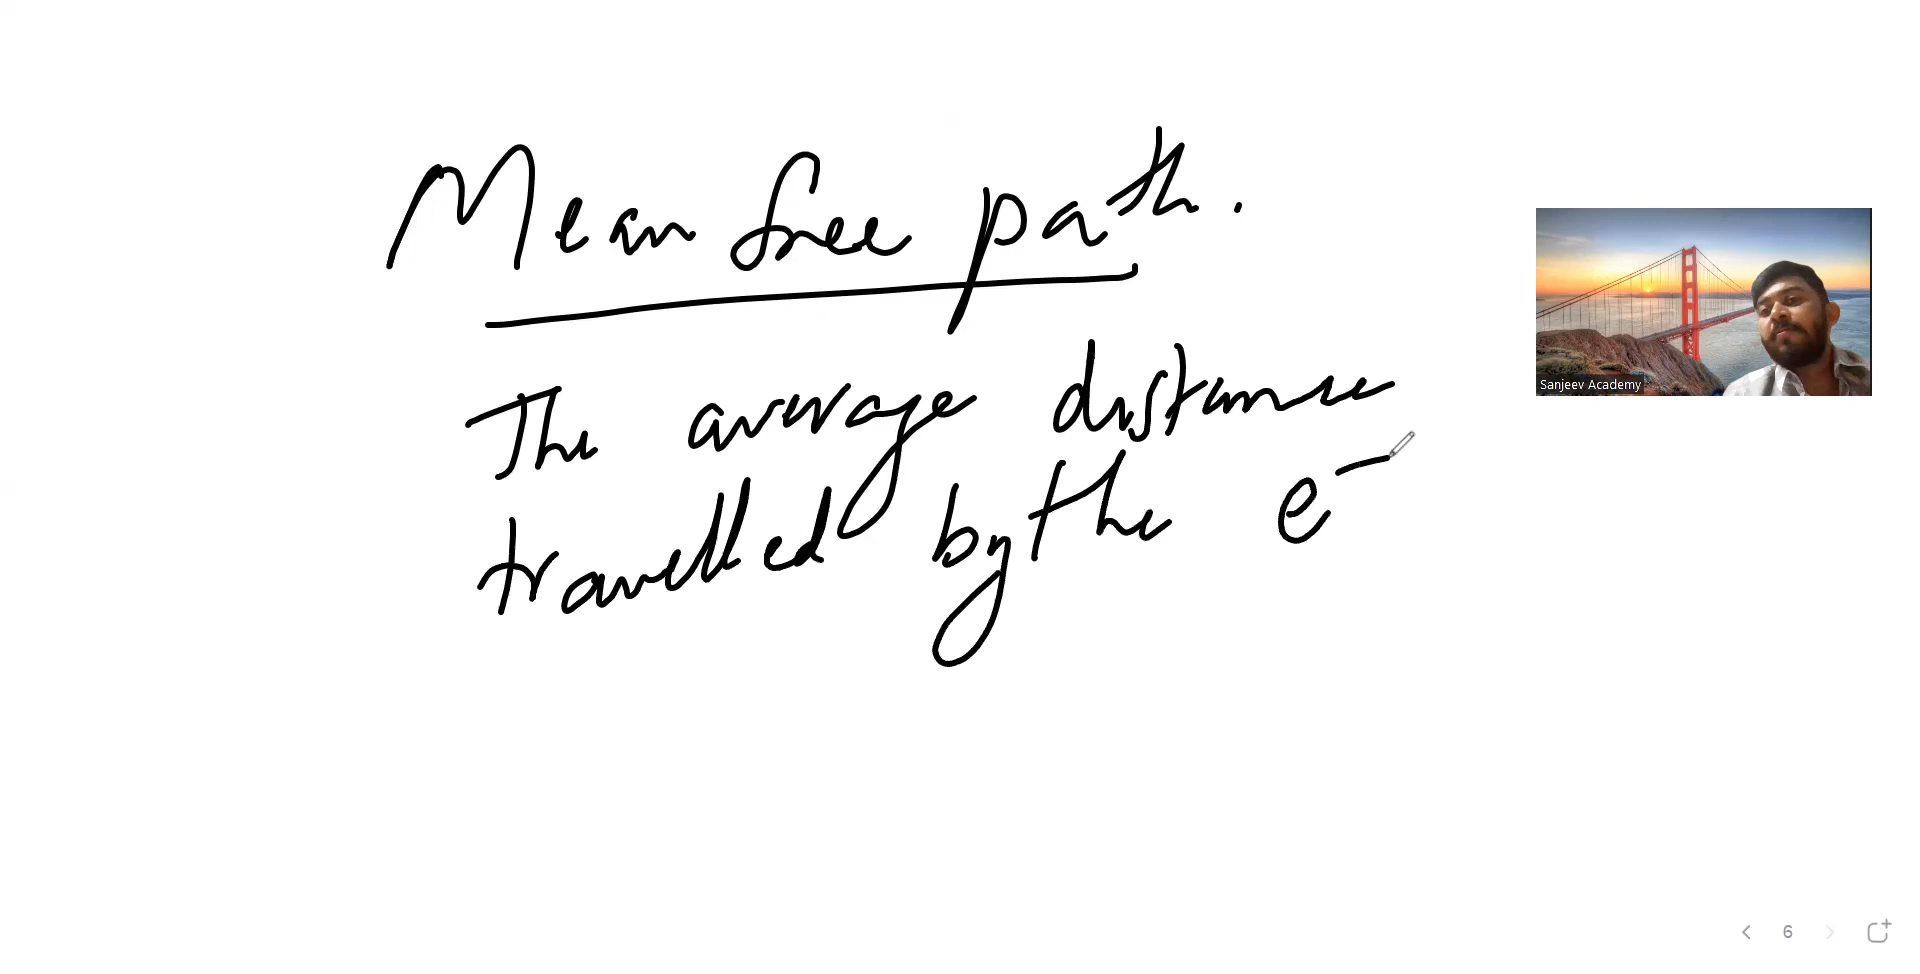 Mean free path.
The average distance
travelled by the e⁻
Sanjeev Academy
6